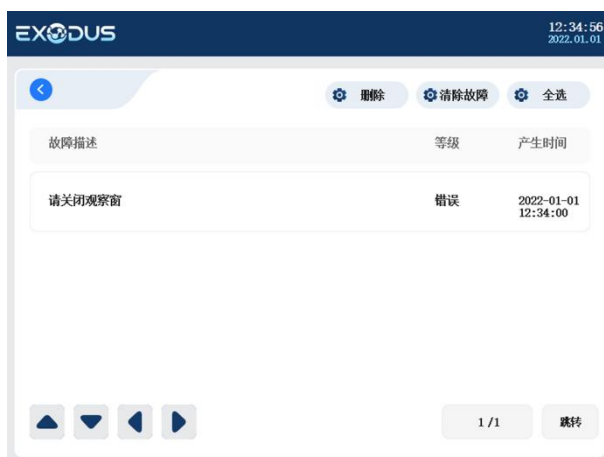 EXODUS
12:34:56
2022.01.01
删除
清除故障
全选
故障描述
等级
产生时间
请关闭观察窗
错误
2022-01-01
12:34:00
1 /1
跳转